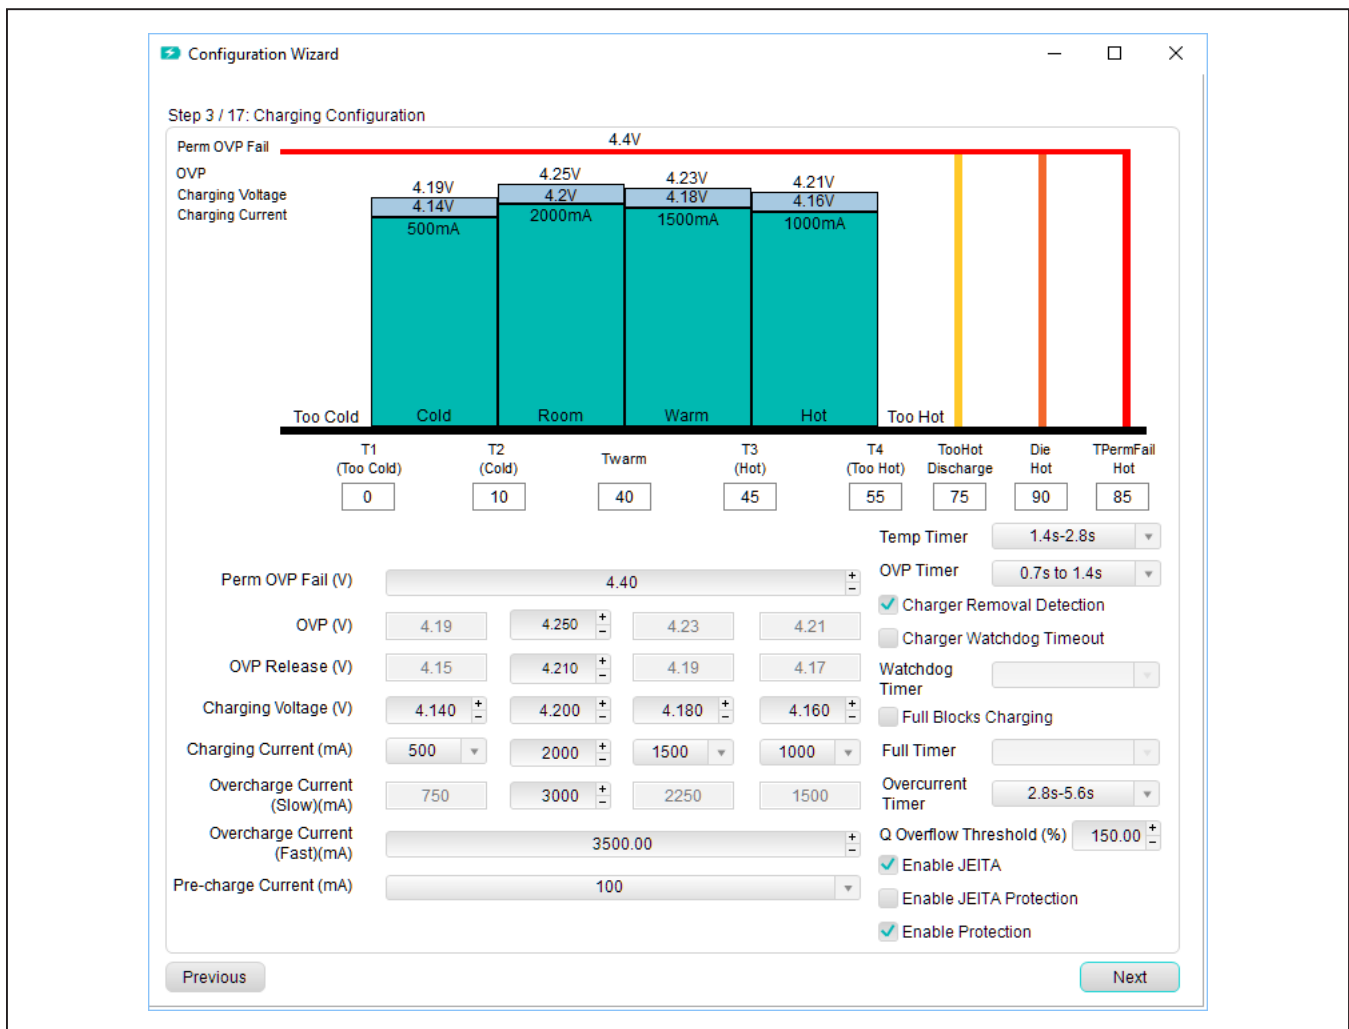 Configuration Wizard
Step 3 / 17: Charging Configuration
Perm OVP Fail
4.4V
OVP
Charging Voltage
Charging Current
4.19V
4.14V
500mA
4.25V
4.2V
2000mA
4.23V
4.18V
1500mA
4.21V
4.16V
1000mA
Too Cold
Cold
Room
Warm
Hot
Too Hot
T1
(Too Cold)
T2
(Cold)
Twarm
T3
(Hot)
T4
(Too Hot)
TooHot
Discharge
Die
Hot
TPermFail
Hot
0
10
40
45
55
75
90
85
Perm OVP Fail (V)
4.40
OVP (V)
4.19
4.250
4.23
4.21
OVP Release (V)
4.15
4.210
4.19
4.17
Charging Voltage (V)
4.140
4.200
4.180
4.160
Charging Current (mA)
500
2000
1500
1000
Overcharge Current
(Slow)(mA)
750
3000
2250
1500
Overcharge Current
(Fast)(mA)
3500.00
Pre-charge Current (mA)
100
Temp Timer
1.4s-2.8s
OVP Timer
0.7s to 1.4s
Charger Removal Detection
Charger Watchdog Timeout
Watchdog
Timer
Full Blocks Charging
Full Timer
Overcurrent
Timer
2.8s-5.6s
Q Overflow Threshold (%)
150.00
Enable JEITA
Enable JEITA Protection
Enable Protection
Previous
Next